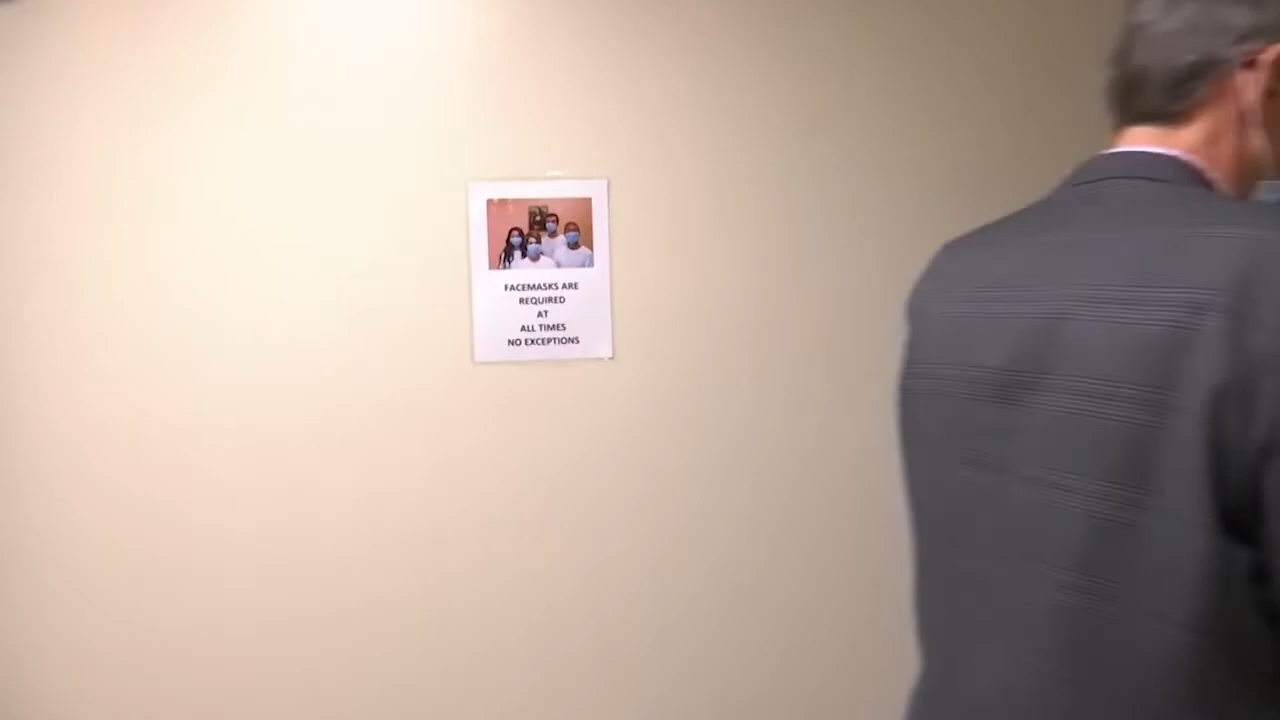 FACEMASKS ARE
REQUIRED
AT
ALL TIMES
NO EXCEPTIONS